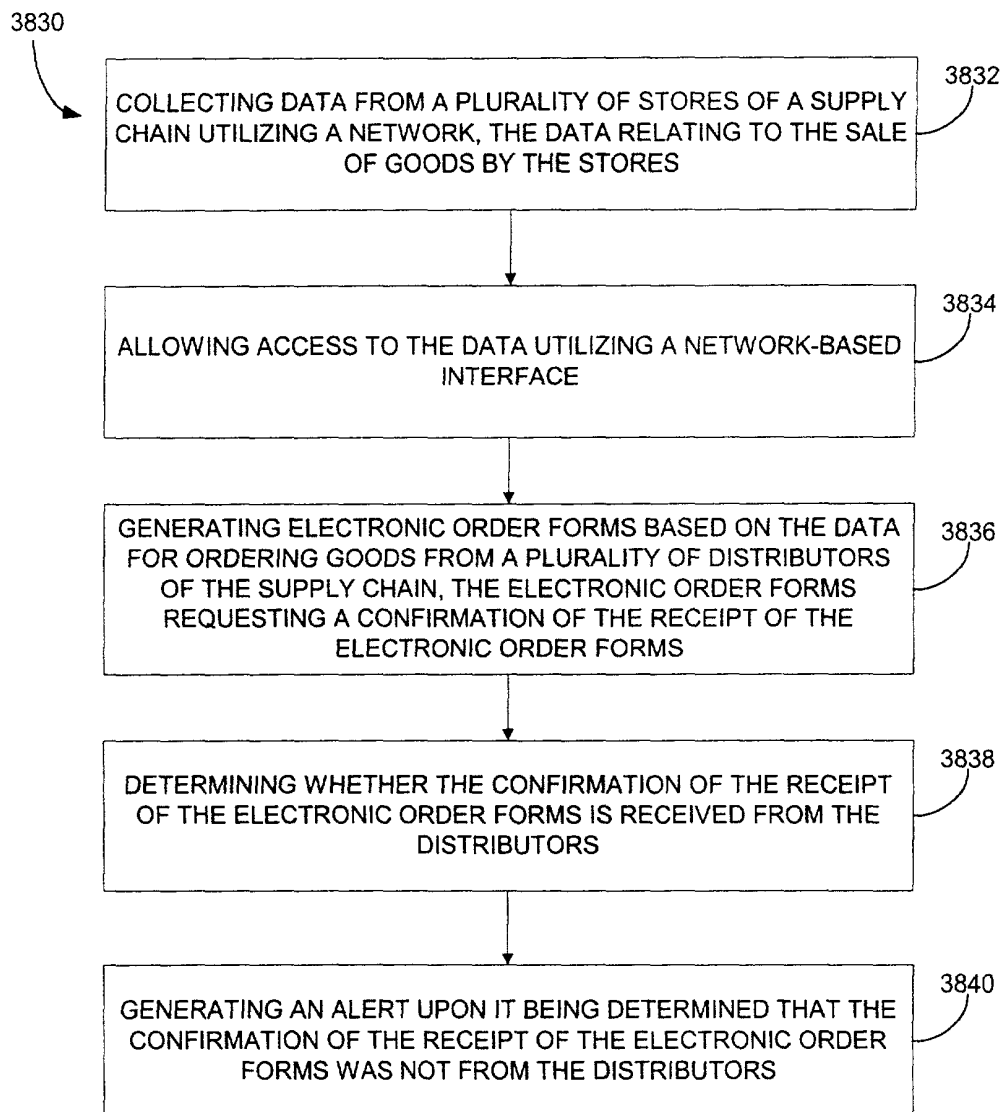 3830
COLLECTING DATA FROM A PLURALITY OF STORES OF A SUPPLY
CHAIN UTILIZING A NETWORK, THE DATA RELATING TO THE SALE
OF GOODS BY THE STORES
3832
ALLOWING ACCESS TO THE DATA UTILIZING A NETWORK-BASED
INTERFACE
3834
GENERATING ELECTRONIC ORDER FORMS BASED ON THE DATA
FOR ORDERING GOODS FROM A PLURALITY OF DISTRIBUTORS
OF THE SUPPLY CHAIN, THE ELECTRONIC ORDER FORMS
REQUESTING A CONFIRMATION OF THE RECEIPT OF THE
ELECTRONIC ORDER FORMS
3836
DETERMINING WHETHER THE CONFIRMATION OF THE RECEIPT
OF THE ELECTRONIC ORDER FORMS IS RECEIVED FROM THE
DISTRIBUTORS
3838
GENERATING AN ALERT UPON IT BEING DETERMINED THAT THE
CONFIRMATION OF THE RECEIPT OF THE ELECTRONIC ORDER
FORMS WAS NOT FROM THE DISTRIBUTORS
3840